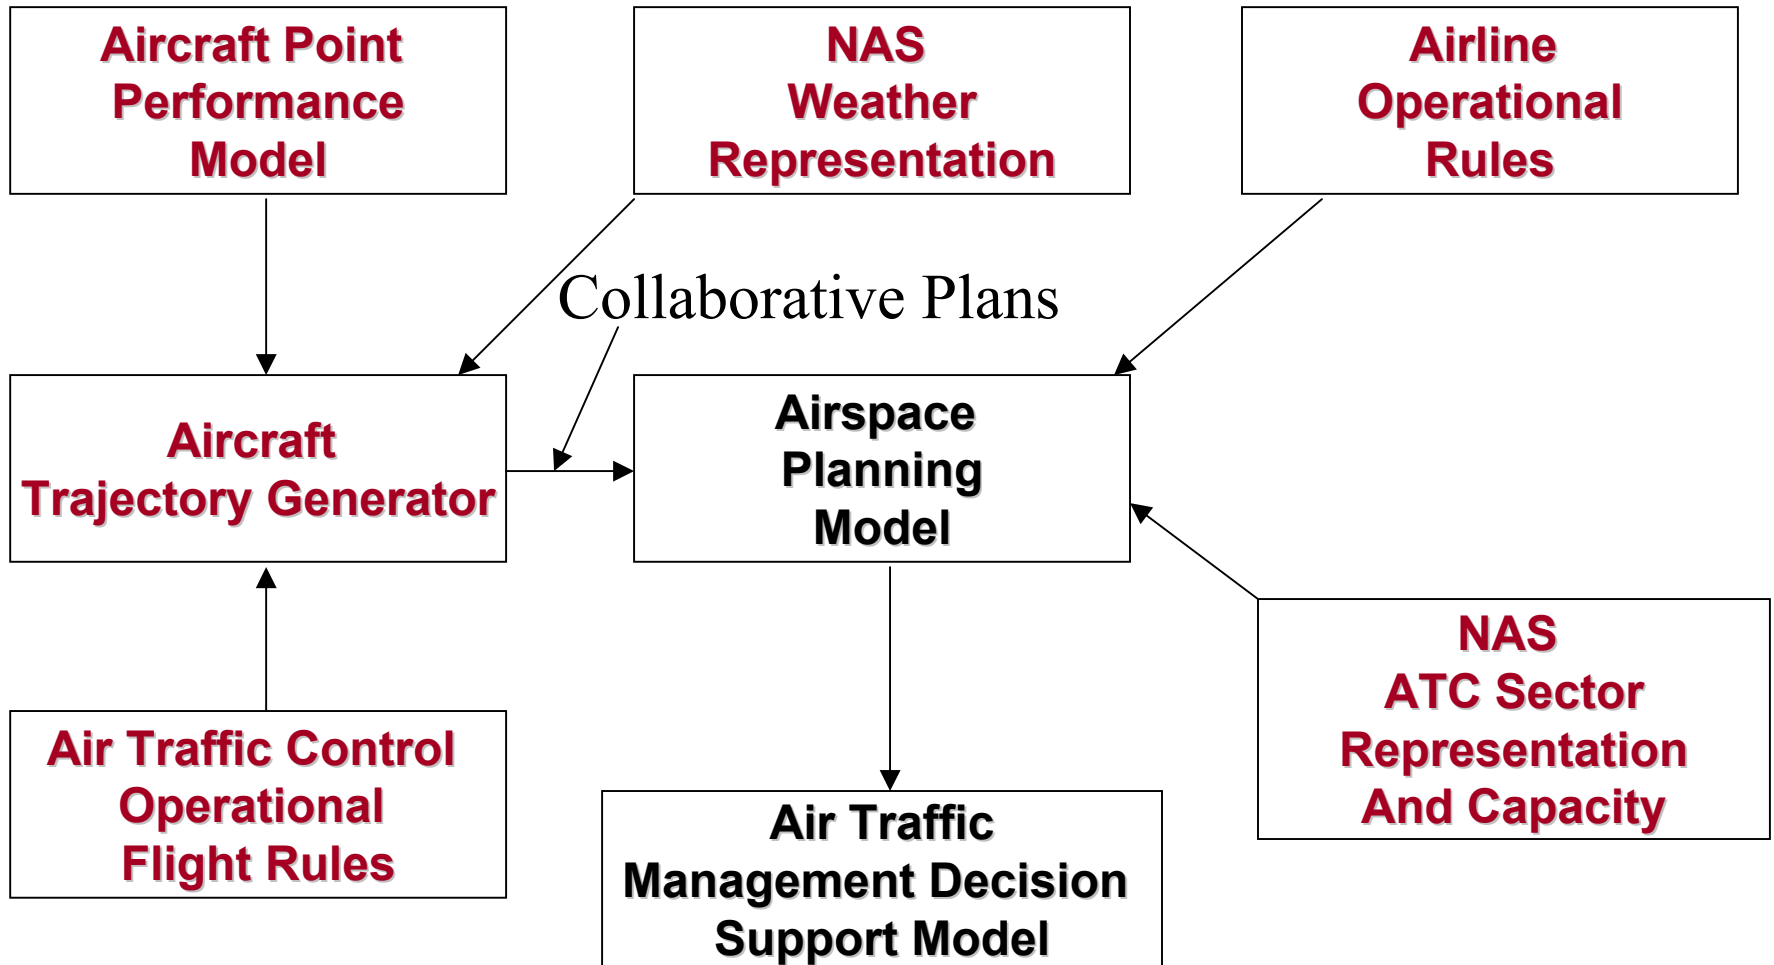 Aircraft Point
Performance
Model
NAS
Weather
Representation
Airline
Operational
Rules
Collaborative Plans
Aircraft
Trajectory Generator
Airspace
Planning
Model
Air Traffic Control
Operational
Flight Rules
NAS
ATC Sector
Representation
And Capacity
Air Traffic
Management Decision
Support Model